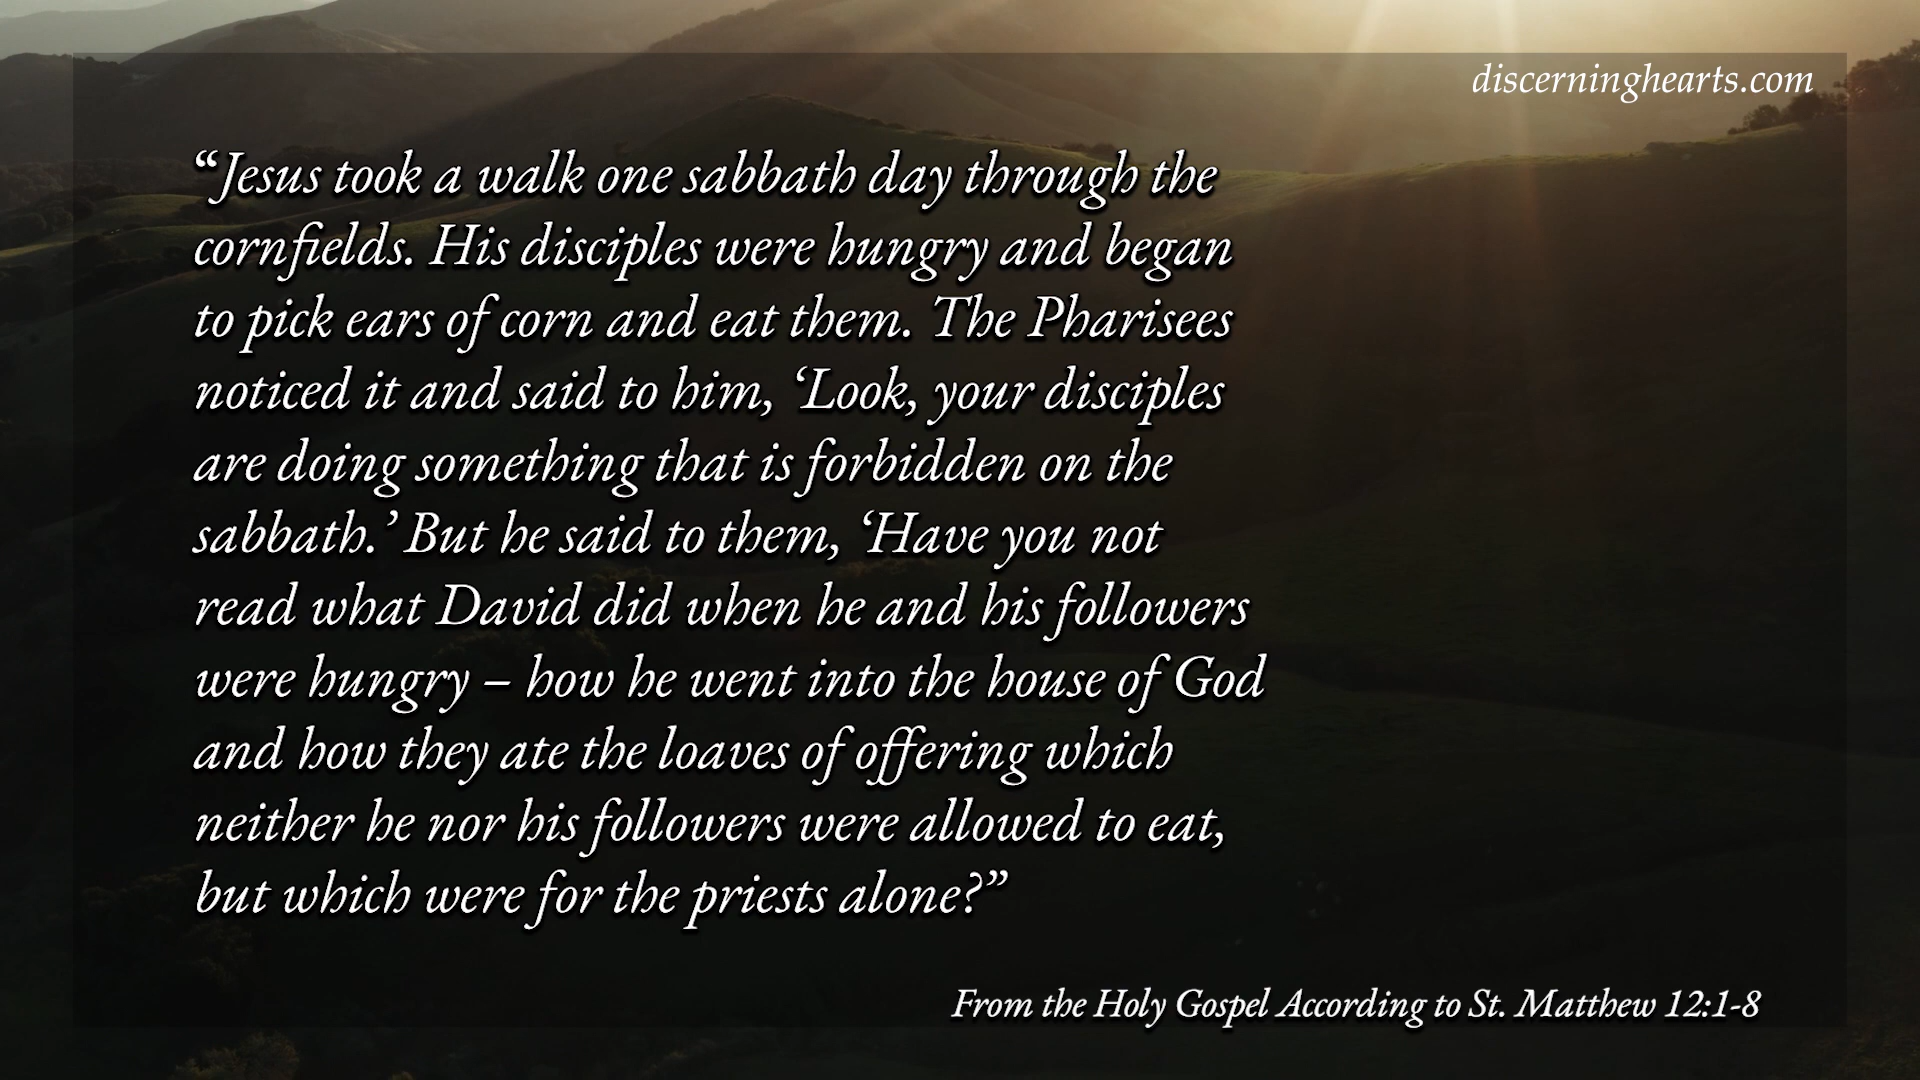 discerninghearts.com
“Jesus took a walk one sabbath day through the
cornfields. His disciples were hungry and began
to pick ears of corn and eat them. The Pharisees
noticed it and said to him, ‘Look, your disciples
are doing something that is forbidden on the
sabbath.’ But he said to them, ‘Have you not
read what David did when he and his followers
were hungry – how he went into the house of God
and how they ate the loaves of offering which
neither he nor his followers were allowed to eat,
but which were for the priests alone?”
From the Holy Gospel According to St. Matthew 12:1-8